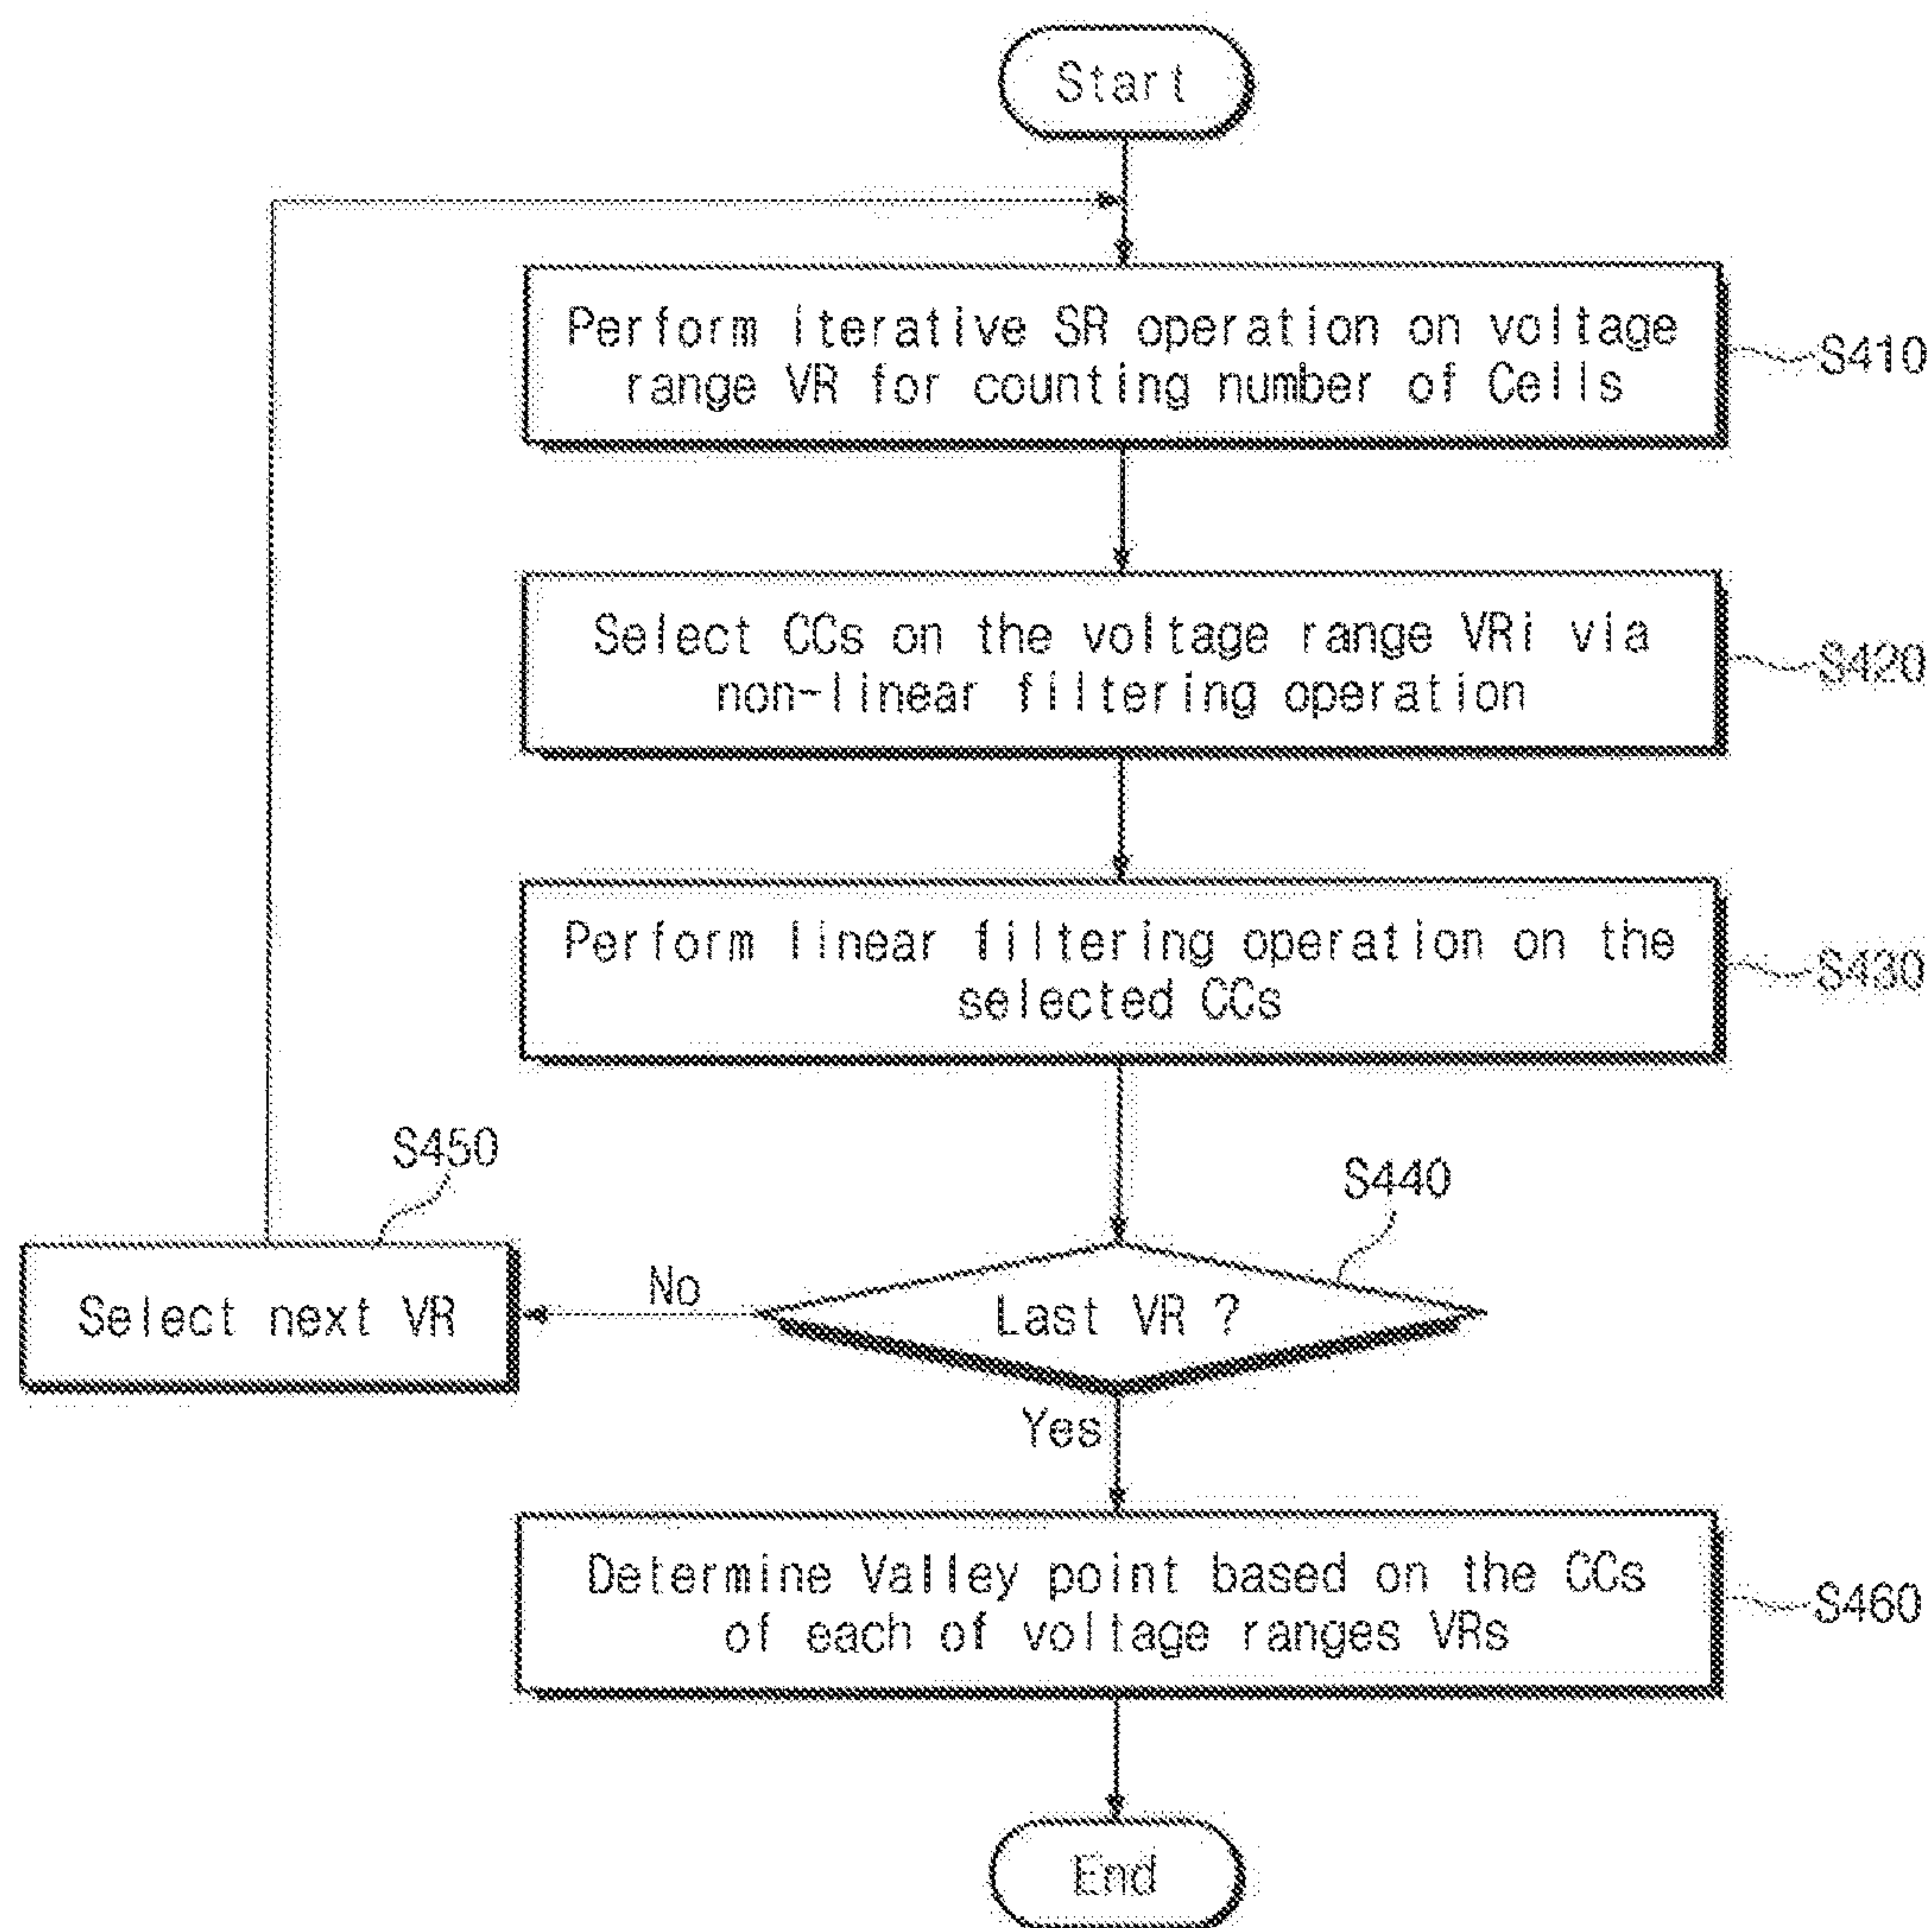 Start
Perform iterative SR operation on voltage
range VR for counting number of Cells
S410
Select CCs on the voltage range VRi via
non-linear filtering operation
S420
Perform linear filtering operation on the
selected CCs
S430
S450
S440
Select next VR
No
Last VR ?
Yes
Determine Valley point based on the CCs
of each of voltage ranges VRs
S460
End